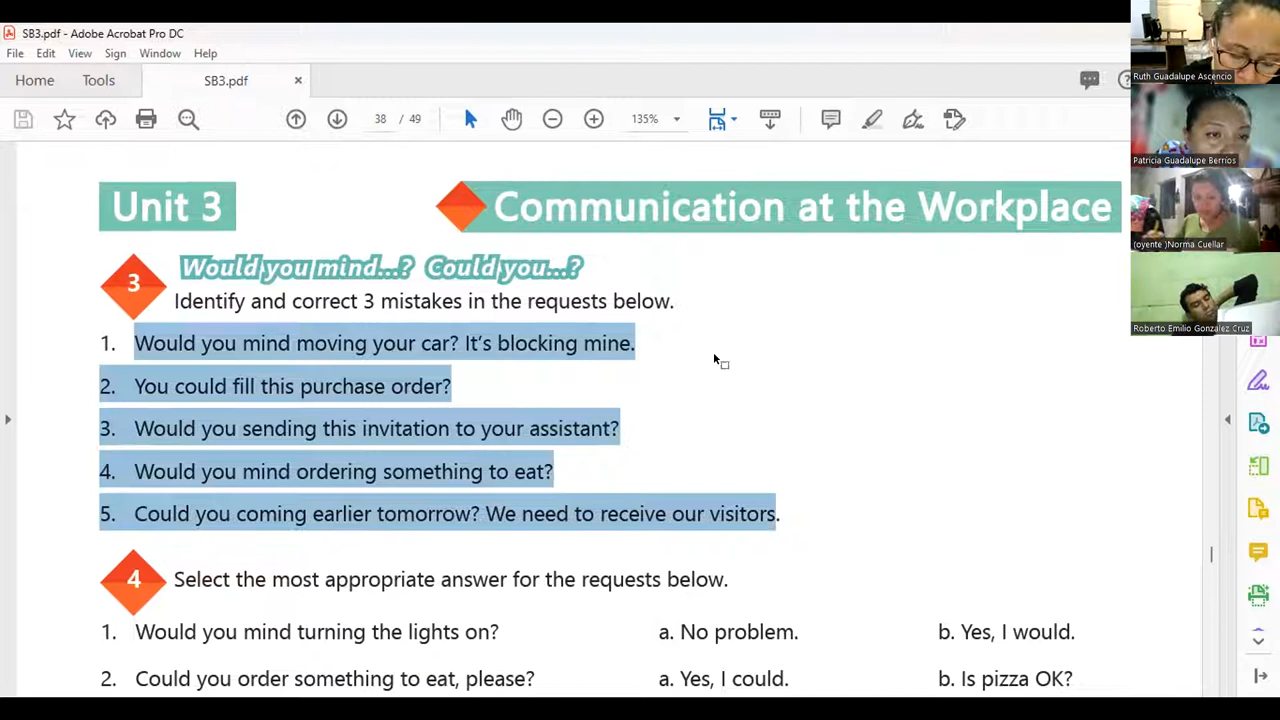 SB3.pdf - Adobe Acrobat Pro DC
File Edit View Sign Window Help
Home Tools SB3.pdf ×
38 / 49 135%
Unit 3 Communication at the Workplace
3 Would you mind...? Could you...?
Identify and correct 3 mistakes in the requests below.
1. Would you mind moving your car? It's blocking mine.
2. You could fill this purchase order?
3. Would you sending this invitation to your assistant?
4. Would you mind ordering something to eat?
5. Could you coming earlier tomorrow? We need to receive our visitors.
4 Select the most appropriate answer for the requests below.
1. Would you mind turning the lights on? a. No problem. b. Yes, I would.
2. Could you order something to eat, please? a. Yes, I could. b. Is pizza OK?
Ruth Guadalupe Ascencio
Patricia Guadalupe Berrios
(oyente )Norma Cuellar
Roberto Emilio Gonzalez Cruz